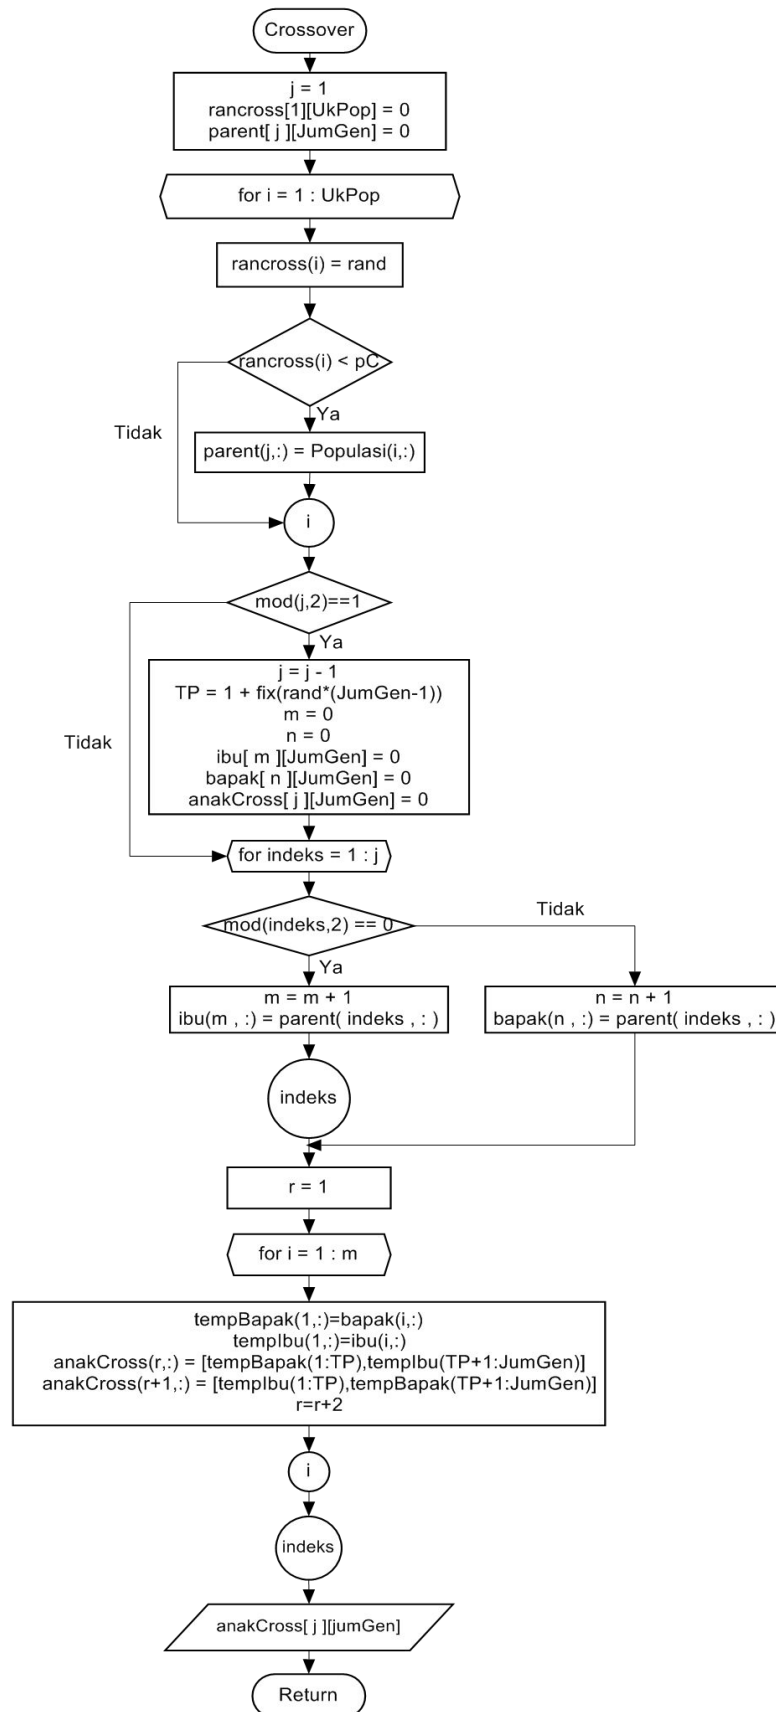 Crossover
j = 1
rancross[1][UkPop] = 0
parent[ j ][JumGen] = 0
for i = 1 : UkPop
rancross(i) = rand
rancross(i) < pC
Ya
Tidak
parent(j,:) = Populasi(i,:)
i
mod(j,2)==1
Ya
j = j - 1
TP = 1 + fix(rand*(JumGen-1))
m = 0
n = 0
ibu[ m ][JumGen] = 0
bapak[ n ][JumGen] = 0
anakCross[ j ][JumGen] = 0
Tidak
for indeks = 1 : j
mod(indeks,2) == 0
Tidak
Ya
m = m + 1
ibu(m , :) = parent( indeks , : )
n = n + 1
bapak(n , :) = parent( indeks , : )
indeks
r = 1
for i = 1 : m
tempBapak(1,:)=bapak(i,:)
tempIbu(1,:)=ibu(i,:)
anakCross(r,:) = [tempBapak(1:TP),tempIbu(TP+1:JumGen)]
anakCross(r+1,:) = [tempIbu(1:TP),tempBapak(TP+1:JumGen)]
r=r+2
i
indeks
anakCross[ j ][jumGen]
Return